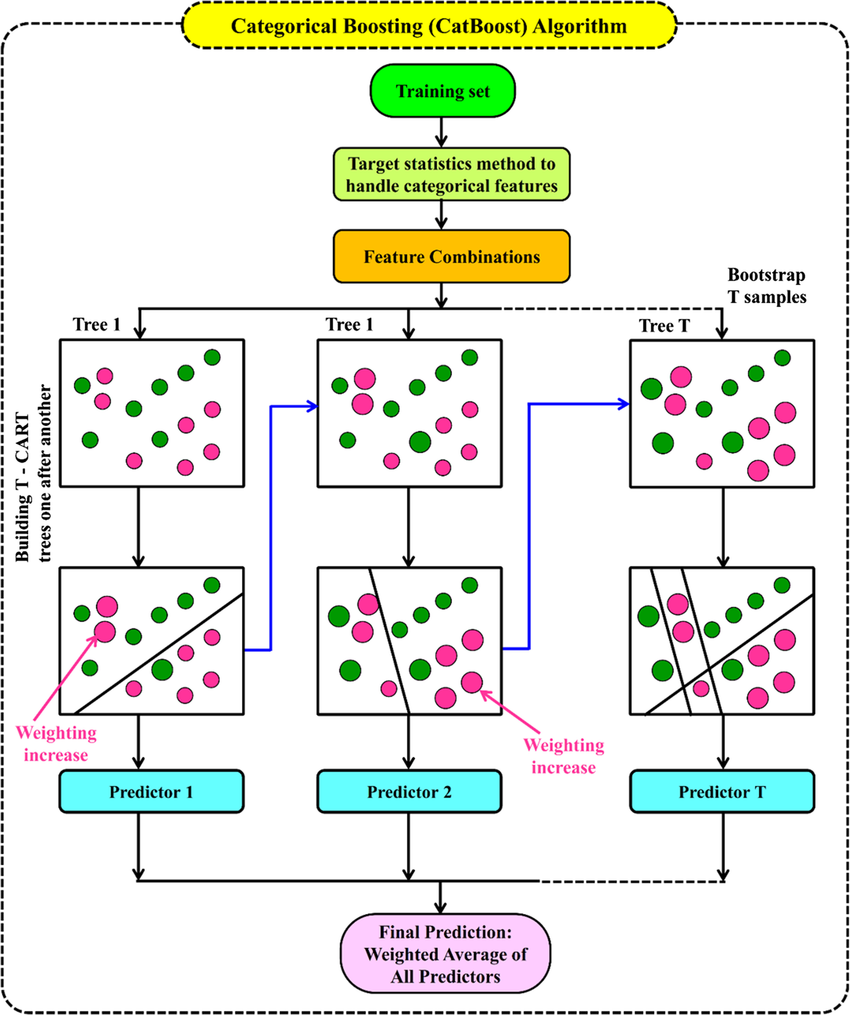 Categorical Boosting (CatBoost) Algorithm
Training set
Target statistics method to
handle categorical features
Feature Combinations
Bootstrap
T samples
Tree 1
Tree 1
Tree T
Building T - CART
trees one after another
Weighting
increase
Weighting
increase
Predictor 1
Predictor 2
Predictor T
Final Prediction:
Weighted Average of
All Predictors